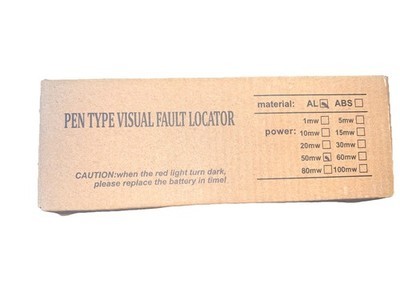 PEN TYPE VISUAL FAULT LOCATOR
CAUTION:when the red light turn dark,
please replace the battery in time!
material: AL ABS
power:
1mw 5mw
10mw 15mw
20mw 30mw
50mw 60mw
80mw 100mw